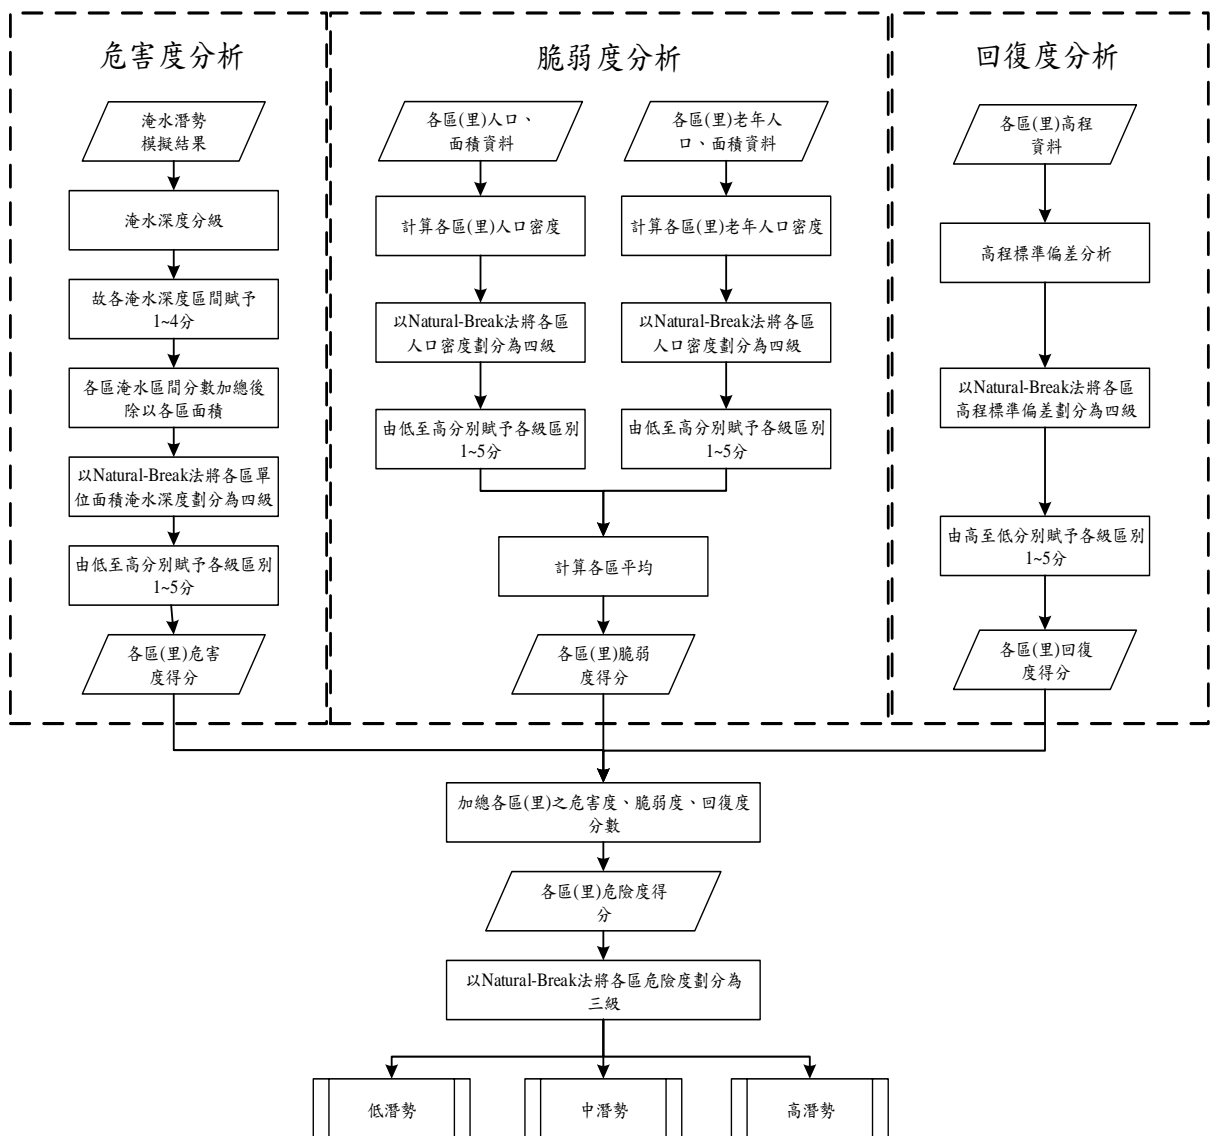 危害度分析
淹水潛勢
模擬結果
淹水深度分級
故各淹水深度區間賦予
1~4分
各區淹水區間分數加總後
除以各區面積
以Natural-Break法將各區單
位面積淹水深度劃分為四級
由低至高分別賦予各級區別
1~5分
各區(里)危害
度得分
脆弱度分析
各區(里)人口、
面積資料
計算各區(里)人口密度
以Natural-Break法將各區
人口密度劃分為四級
由低至高分別賦予各級區別
1~5分
各區(里)老年人
口、面積資料
計算各區(里)老年人口密度
以Natural-Break法將各區
人口密度劃分為四級
由低至高分別賦予各級區別
1~5分
計算各區平均
各區(里)脆弱
度得分
回復度分析
各區(里)高程
資料
高程標準偏差分析
以Natural-Break法將各區
高程標準偏差劃分為四級
由高至低分別賦予各級區別
1~5分
各區(里)回復
度得分
加總各區(里)之危害度、脆弱度、回復度
分數
各區(里)危險度得
分
以Natural-Break法將各區危險度劃分為
三級
低潛勢
中潛勢
高潛勢